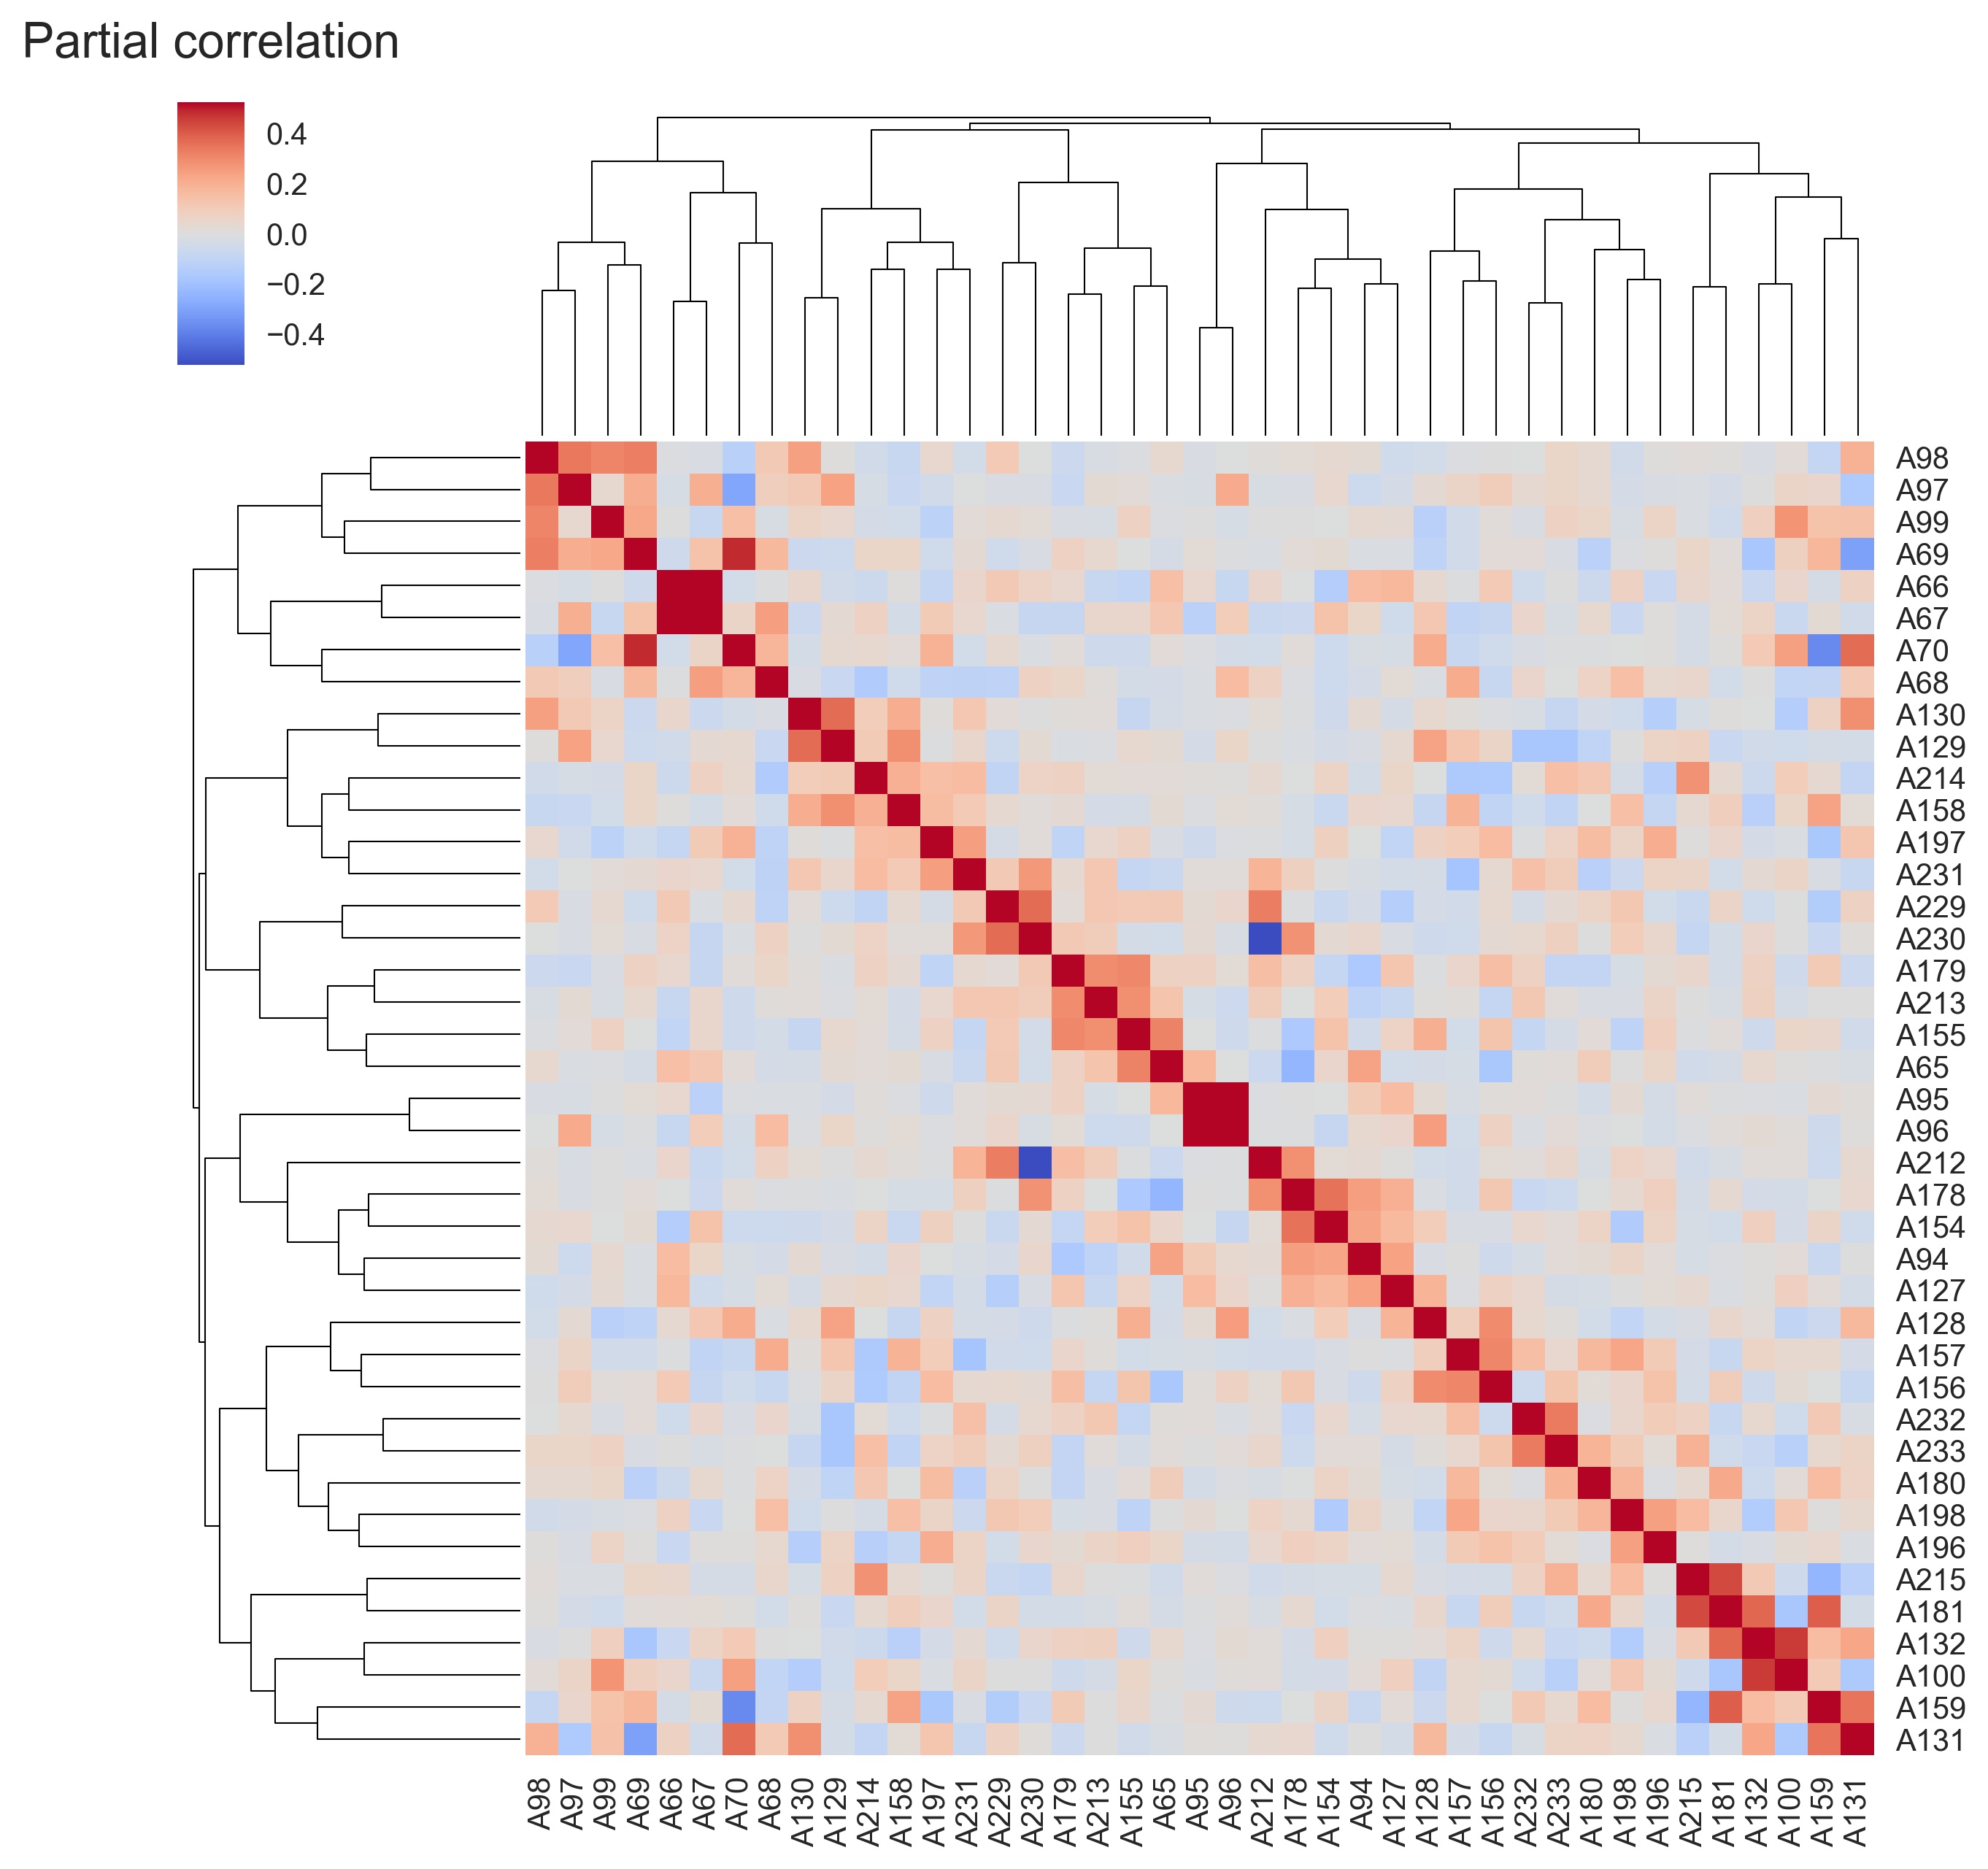 Partial correlation
0.4
0.2
0.0
−0.2
−0.4
A98
A97
A99
A69
A66
A67
A70
A68
A130
A129
A214
A158
A197
A231
A229
A230
A179
A213
A155
A65
A95
A96
A212
A178
A154
A94
A127
A128
A157
A156
A232
A233
A180
A198
A196
A215
A181
A132
A100
A159
A131
A98 A97 A99 A69 A66 A67 A70 A68 A130 A129 A214 A158 A197 A231 A229 A230 A179 A213 A155 A65 A95 A96 A212 A178 A154 A94 A127 A128 A157 A156 A232 A233 A180 A198 A196 A215 A181 A132 A100 A159 A131